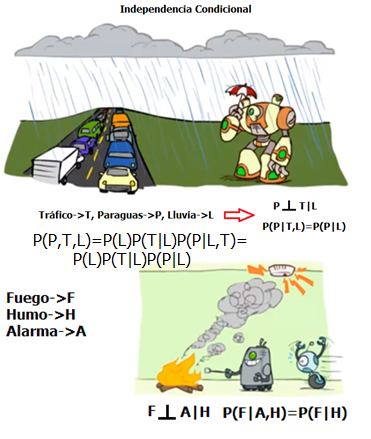 Independencia Condicional
Tráfico->T, Paraguas->P, Lluvia->L
P ⊥ T|L
P(P|T,L)=P(P|L)
P(P,T,L)=P(L)P(T|L)P(P|L,T)=
P(L)P(T|L)P(P|L)
Fuego->F
Humo->H
Alarma->A
F ⊥ A|H P(F|A,H)=P(F|H)